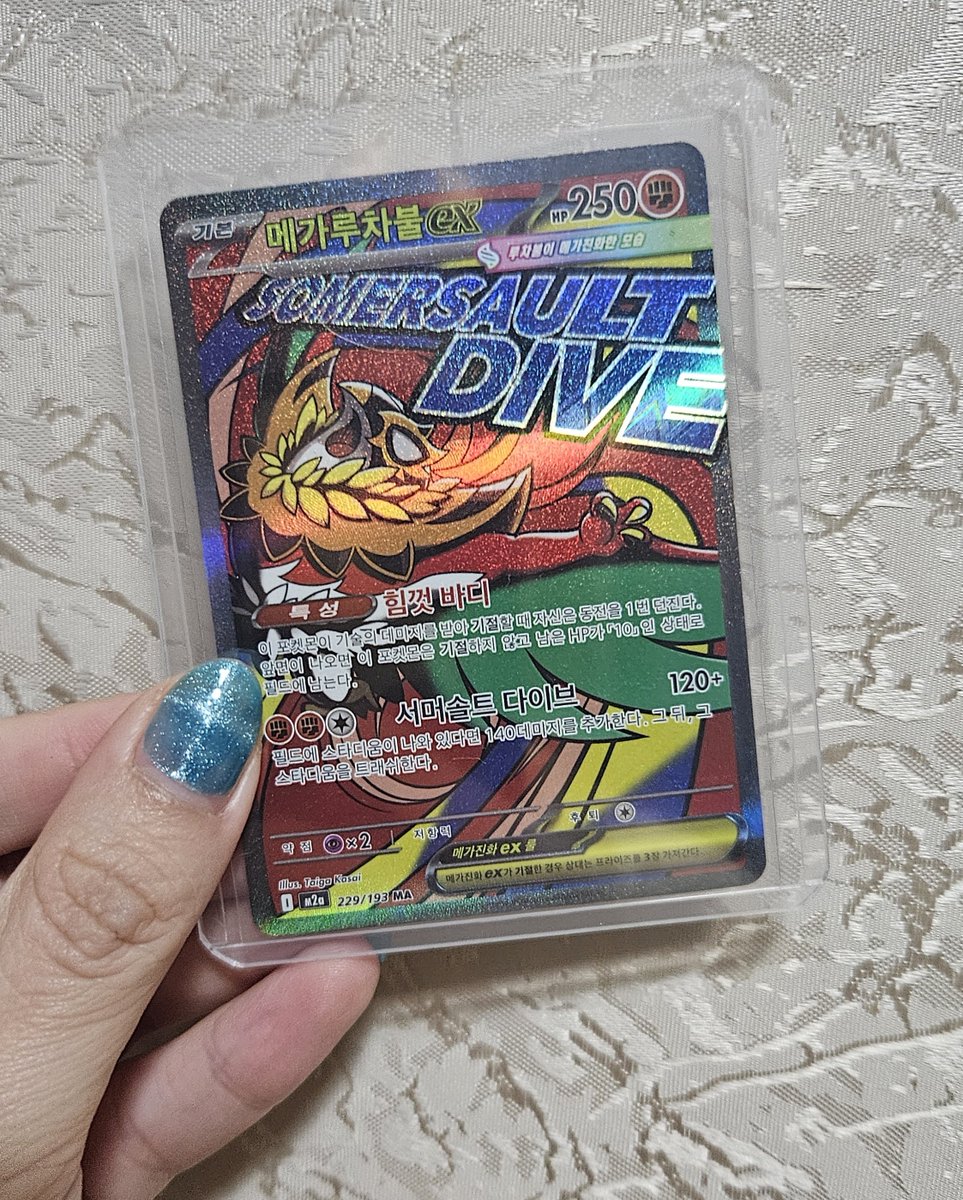 기본 메가루차불 ex HP 250
루차불이 메가진화한 모습
SOMERSAULT
DIVE
특성 힘껏 바디
이 포켓몬이 기술의 데미지를 받아 기절할 때 자신은 동전을 1번 던진다.
앞면이 나오면 이 포켓몬은 기절하지 않고 남은 HP가 「10」인 상태로
필드에 남는다.
서머솔트 다이브 120+
필드에 스타디움이 나와 있다면 140데미지를 추가한다. 그 뒤, 그
스타디움을 트래쉬한다.
약점 ×2 저항력 후퇴
메가진화 ex 룰
메가진화 ex가 기절한 경우 상대는 프라이즈를 3장 가져간다.
Illus. Taiga Kasai
M2a 229/193 MA